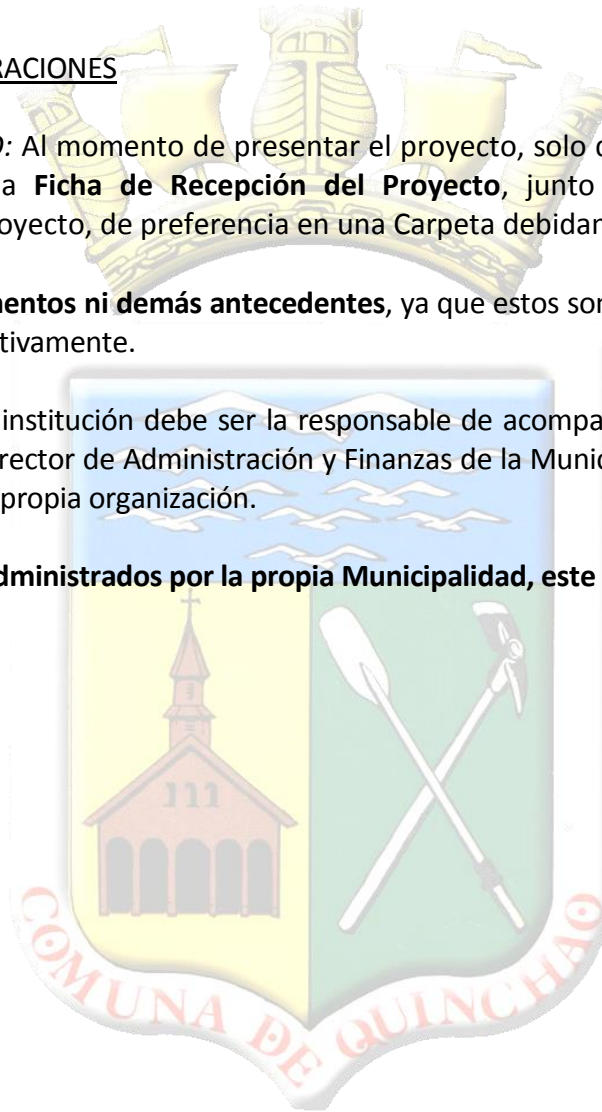 RACIONES
: Al momento de presentar el proyecto, solo
a Ficha de Recepción del Proyecto, junto
oyecto, de preferencia en una Carpeta debidam
mentos ni demás antecedentes, ya que estos son
tivamente.
institución debe ser la responsable de acompa
rector de Administración y Finanzas de la Munic
propia organización.
dministrados por la propia Municipalidad, este
COMUNA DE QUINCHAO